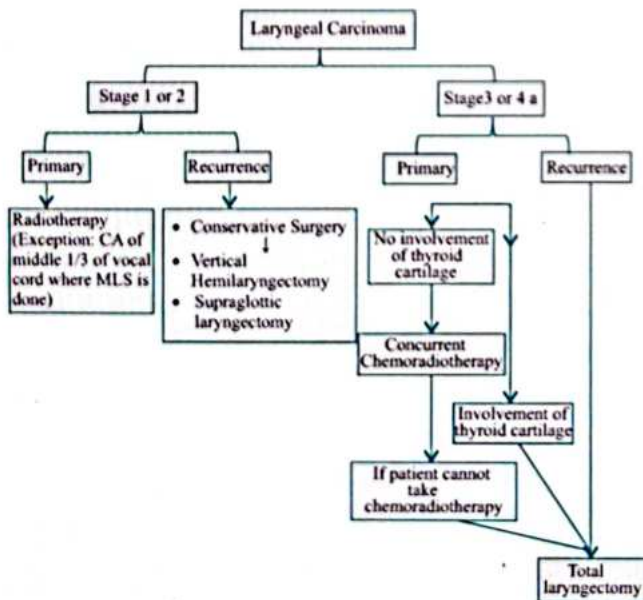 Laryngeal Carcinoma
Stage 1 or 2
Stage3 or 4 a
Primary
Recurrence
Primary
Recurrence
Radiotherapy
(Exception: CA of
middle 1/3 of vocal
cord where MLS is
done)
• Conservative Surgery
↓
• Vertical
Hemilaryngectomy
• Supraglottic
laryngectomy
No involvement
of thyroid
cartilage
Concurrent
Chemoradiotherapy
Involvement of
thyroid cartilage
If patient cannot
take
chemoradiotherapy
Total
laryngectomy